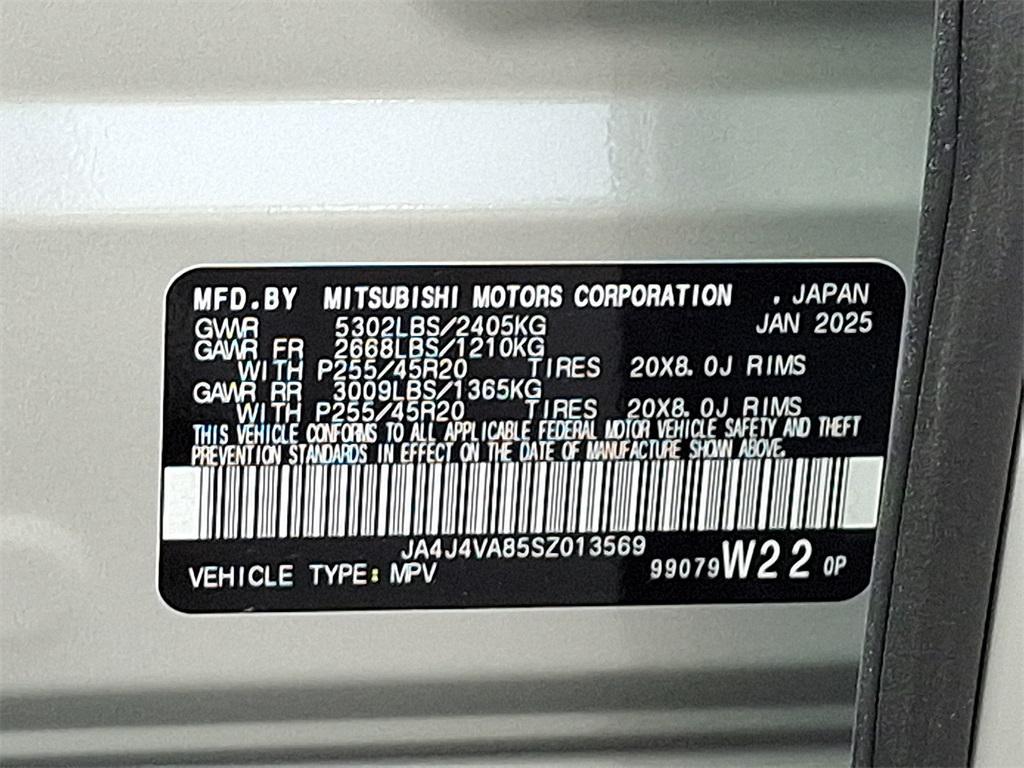 MFD.BY MITSUBISHI MOTORS CORPORATION . JAPAN
GVWR 5302LBS/2405KG JAN 2025
GAWR FR 2668LBS/1210KG
WITH P255/45R20 TIRES 20X8.0J RIMS
GAWR RR 3009LBS/1365KG
WITH P255/45R20 TIRES 20X8.0J RIMS
THIS VEHICLE CONFORMS TO ALL APPLICABLE FEDERAL MOTOR VEHICLE SAFETY AND THEFT
PREVENTION STANDARDS IN EFFECT ON THE DATE OF MANUFACTURE SHOWN ABOVE.
JA4J4VA85SZ013569
VEHICLE TYPE: MPV 99079W22 0P